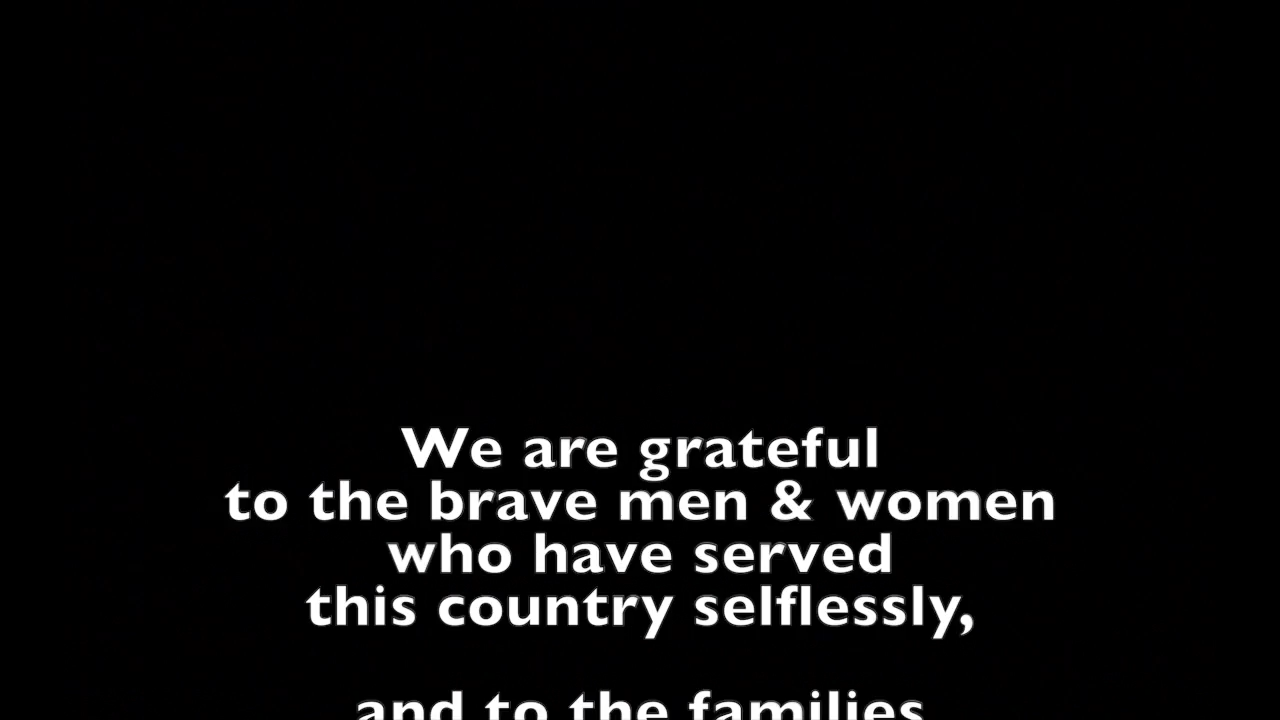 We are grateful
to the brave men & women
who have served
this country selflessly,
and to the families